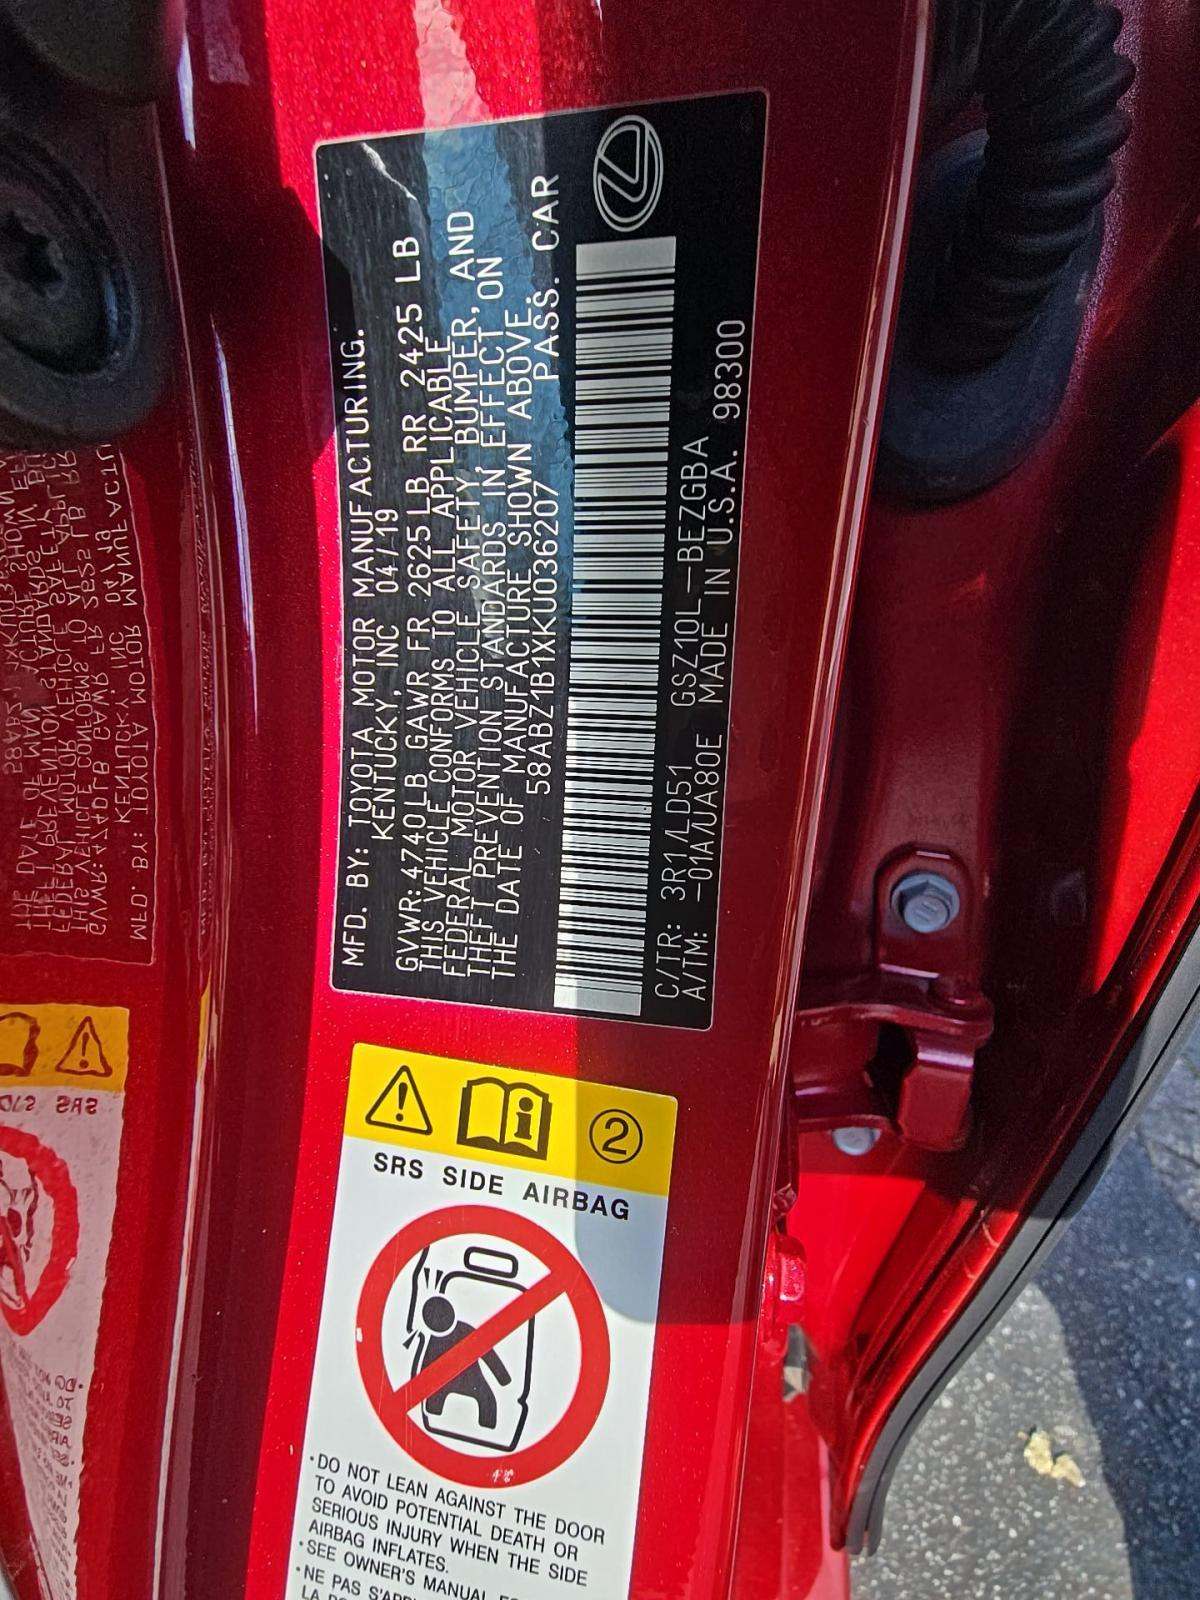 MFD. BY: TOYOTA MOTOR MANUFACTURING.
KENTUCKY, INC 04/19
GVWR: 4740LB GAWR FR 2625LB RR 2425 LB
THIS VEHICLE CONFORMS TO ALL APPLICABLE
FEDERAL MOTOR VEHICLE SAFETY, BUMPER, AND
THEFT PREVENTION STANDARDS IN EFFECT ON
THE DATE OF MANUFACTURE SHOWN ABOVE.
58ABZ1B1XKU036207 PASS. CAR
C/TR: 3R1/LD51 GSZ10L-BEZGBA
A/TM: -01A/UA80E MADE IN U.S.A. 98300
2
SRS SIDE AIRBAG
·DO NOT LEAN AGAINST THE DOOR
TO AVOID POTENTIAL DEATH OR
SERIOUS INJURY WHEN THE SIDE
AIRBAG INFLATES.
·SEE OWNER'S MANUAL
·NE PAS